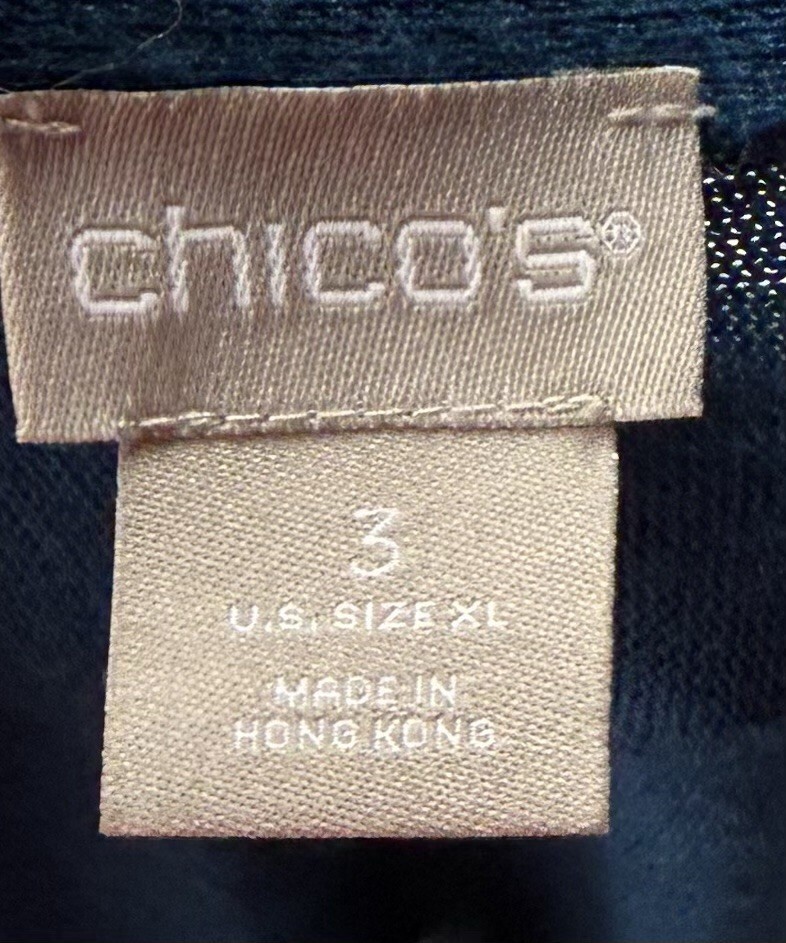 chico's®
3
U.S. SIZE XL
MADE IN
HONG KONG